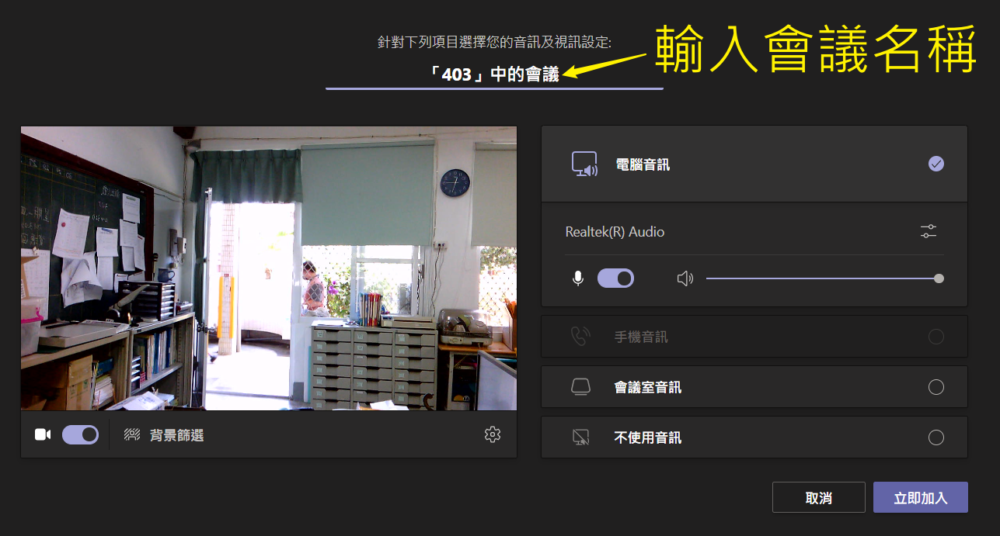 針對下列項目選擇您的音訊及視訊設定:
輸入會議名稱
「403」中的會議
電腦音訊
Realtek(R) Audio
手機音訊
會議室音訊
背景篩選
不使用音訊
取消
立即加入